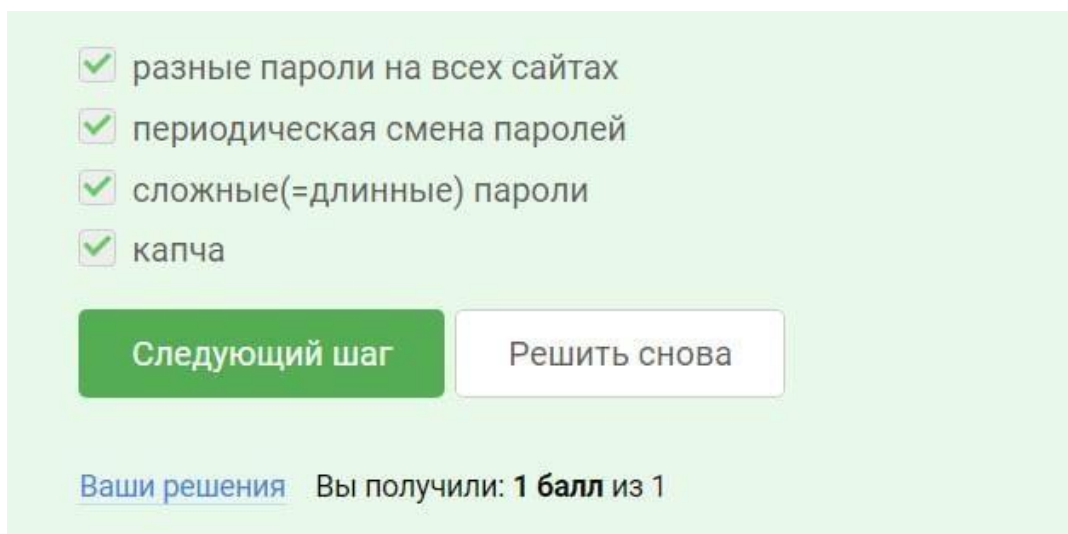 разные пароли на всех сайтах
периодическая смена паролей
сложные(=длинные) пароли
капча
Следующий шаг Решить снова
Ваши решения Вы получили: 1 балл из 1